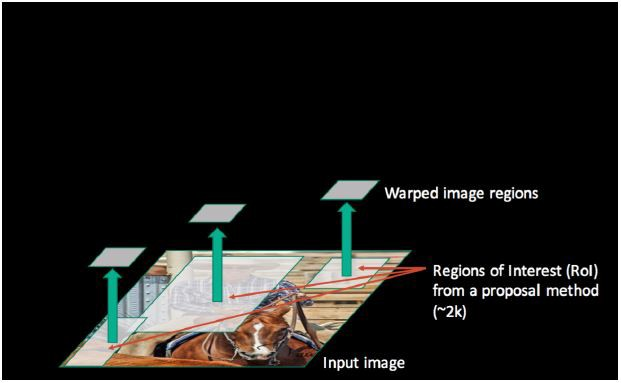 Warped image regions
Regions of Interest (RoI)
from a proposal method
(~2k)
Input image